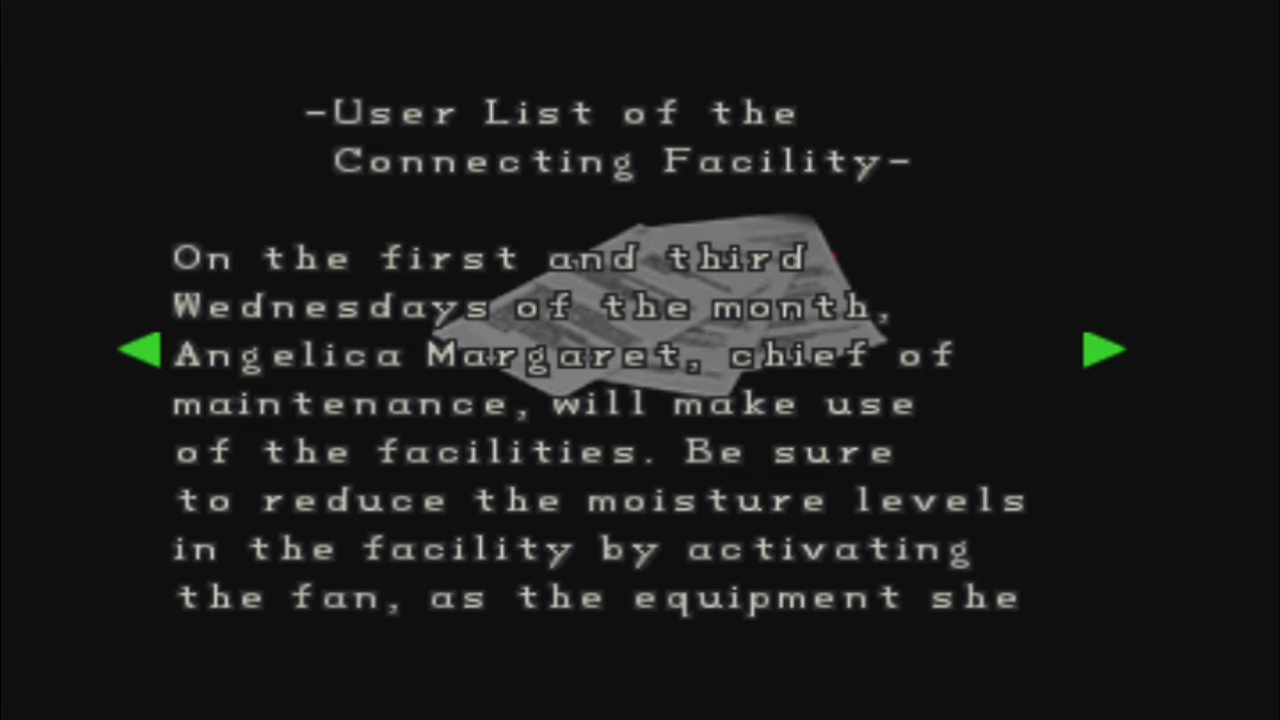 -User List of the
Connecting Facility-
On the first and third
Wednesdays of the month,
Angelica Margaret, chief of
maintenance, will make use
of the facilities. Be sure
to reduce the moisture levels
in the facility by activating
the fan, as the equipment she